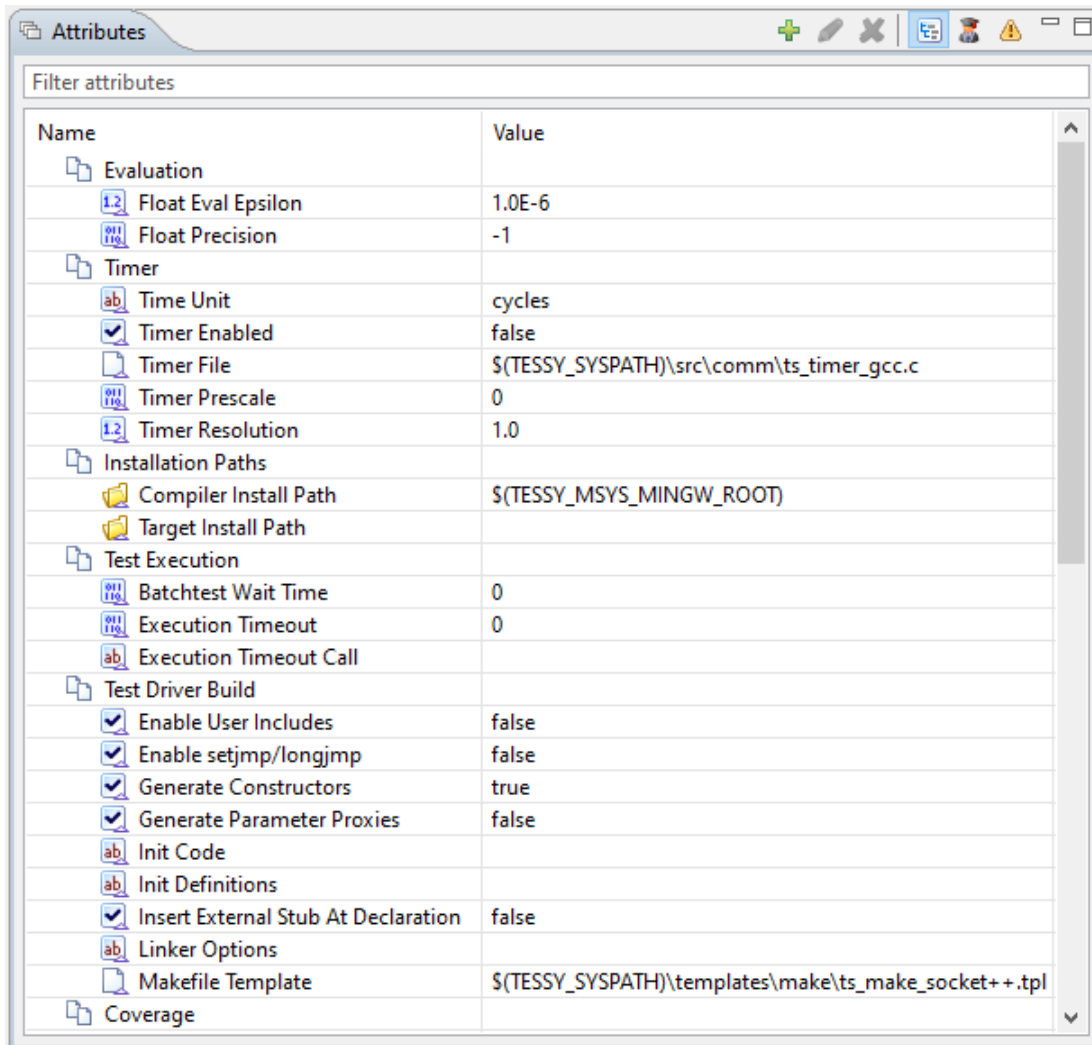 Attributes
Filter attributes
Name Value
Evaluation
Float Eval Epsilon 1.0E-6
Float Precision -1
Timer
Time Unit cycles
Timer Enabled false
Timer File $(TESSY_SYSPATH)\src\comm\ts_timer_gcc.c
Timer Prescale 0
Timer Resolution 1.0
Installation Paths
Compiler Install Path $(TESSY_MSYS_MINGW_ROOT)
Target Install Path
Test Execution
Batchtest Wait Time 0
Execution Timeout 0
Execution Timeout Call
Test Driver Build
Enable User Includes false
Enable setjmp/longjmp false
Generate Constructors true
Generate Parameter Proxies false
Init Code
Init Definitions
Insert External Stub At Declaration false
Linker Options
Makefile Template $(TESSY_SYSPATH)\templates\make\ts_make_socket++.tpl
Coverage